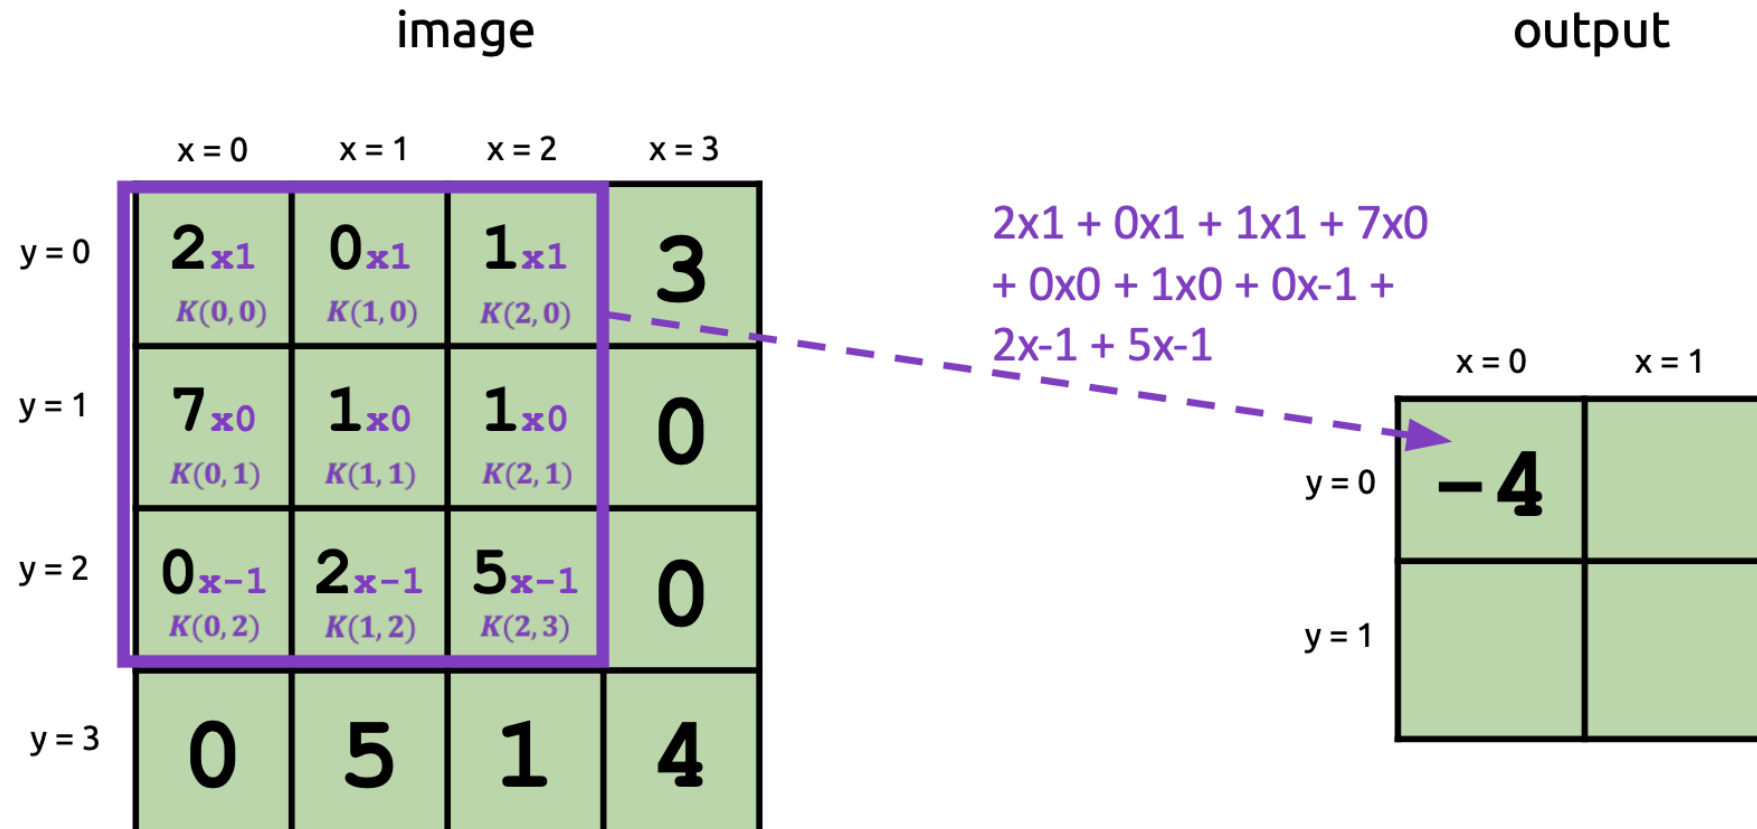 image output
x = 0 x = 1 x = 2 x = 3
y = 0 2x1 0x1 1x1 3
K(0,0) K(1,0) K(2,0)
y = 1 7x0 1x0 1x0 0
K(0,1) K(1,1) K(2,1)
y = 2 0x-1 2x-1 5x-1 0
K(0,2) K(1,2) K(2,3)
y = 3 0 5 1 4
2x1 + 0x1 + 1x1 + 7x0
+ 0x0 + 1x0 + 0x-1 +
2x-1 + 5x-1
x = 0 x = 1
y = 0 -4
y = 1